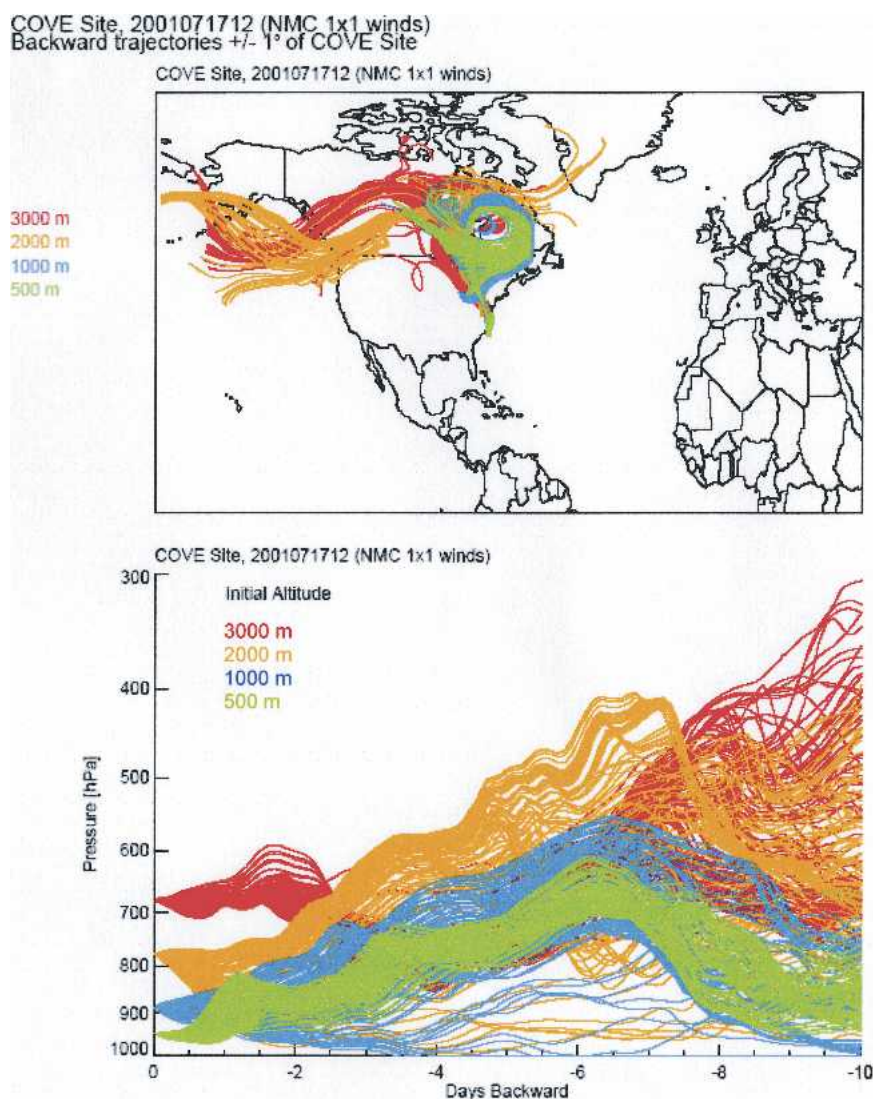 COVE Site, 2001071712 (NMC 1x1 winds)
Backward trajectories +/- 1° of COVE Site
COVE Site, 2001071712 (NMC 1x1 winds)
3000 m
2000 m
1000 m
500 m
COVE Site, 2001071712 (NMC 1x1 winds)
300
400
500
600
700
800
900
1000
Pressure [hPa]
Initial Altitude
3000 m
2000 m
1000 m
500 m
0
-2
-4
-6
-8
-10
Days Backward